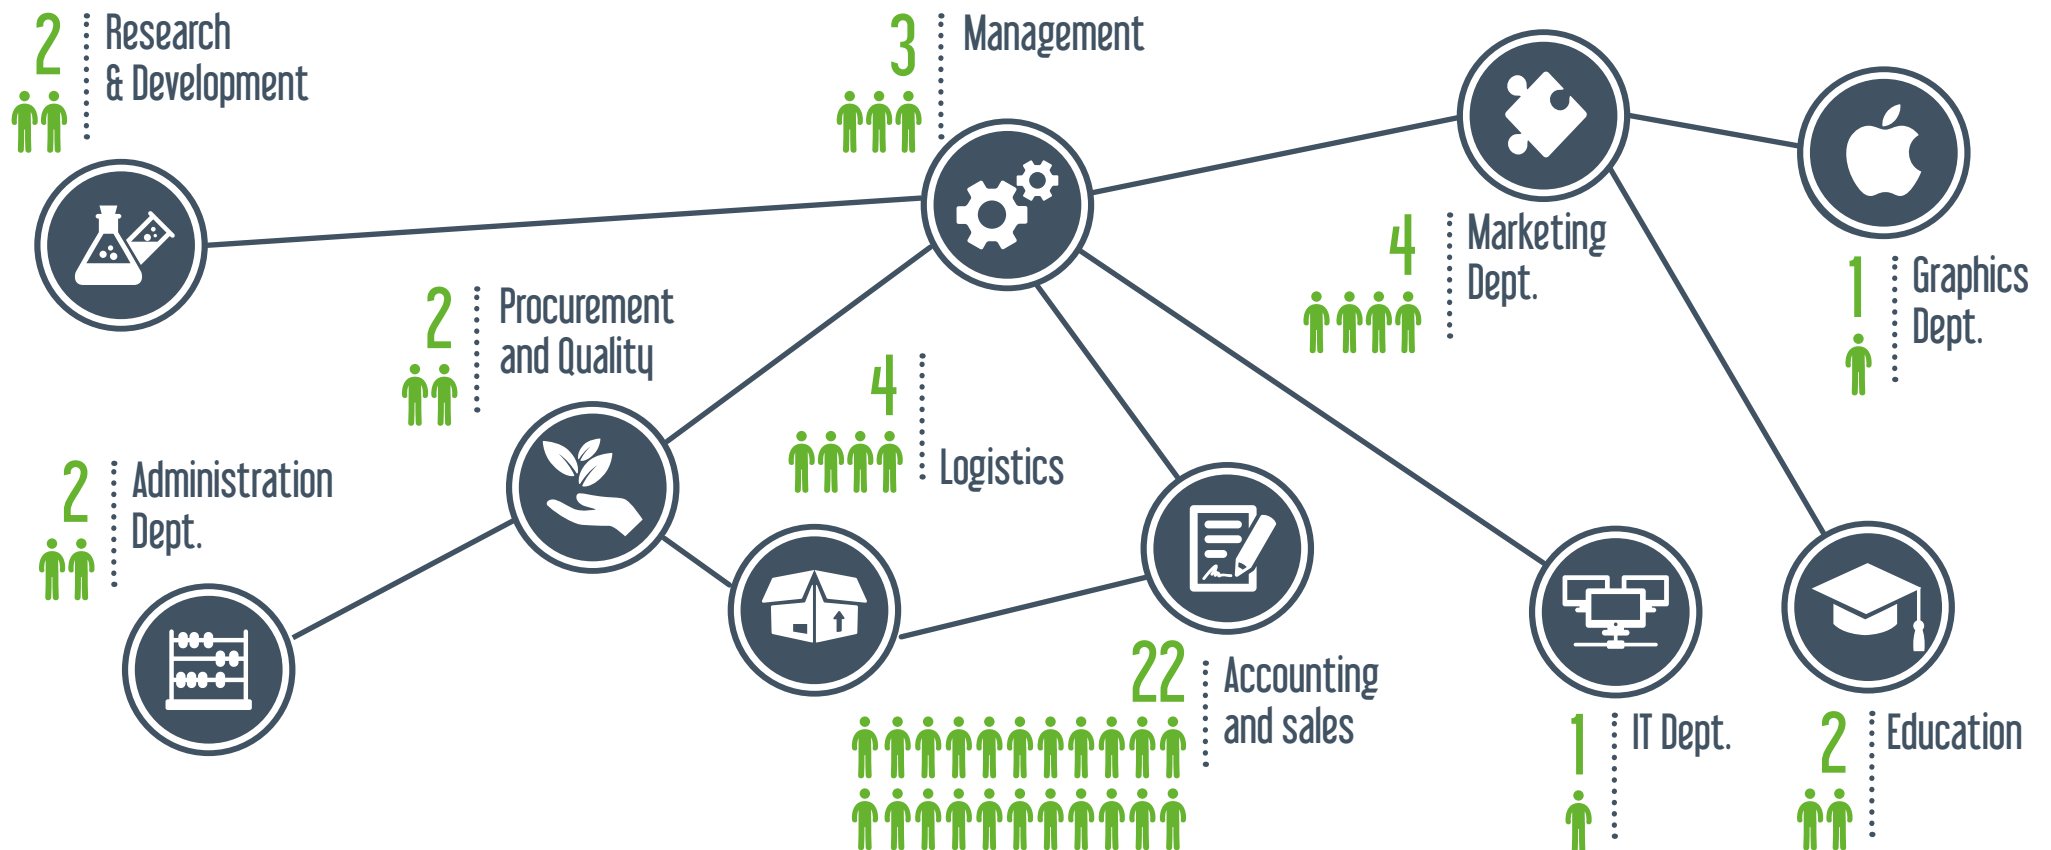 2
Research
& Development
3
Management
4
Marketing
Dept.
1
Graphics
Dept.
2
Procurement
and Quality
4
Logistics
2
Administration
Dept.
22
Accounting
and sales
1
IT Dept.
2
Education